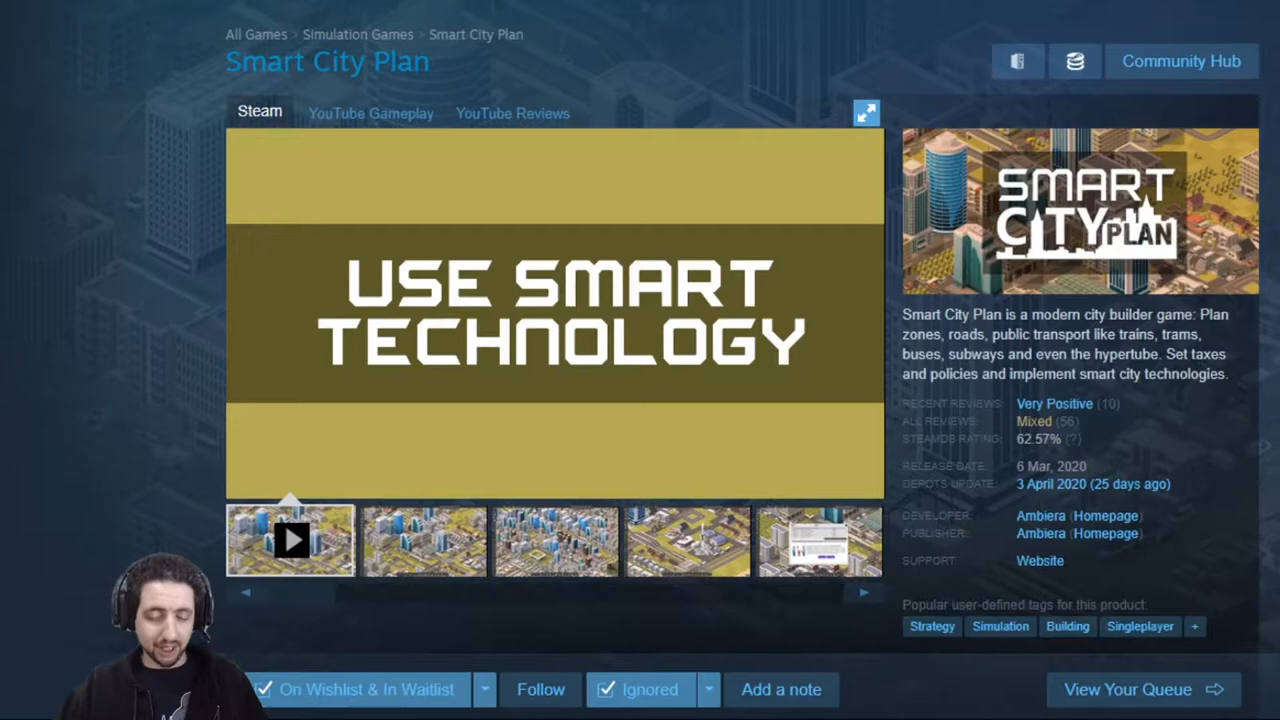 All Games > Simulation Games > Smart City Plan
Smart City Plan
Community Hub
Steam
YouTube Gameplay
YouTube Reviews
USE SMART
TECHNOLOGY
SMART
CITY PLAN
Smart City Plan is a modern city builder game: Plan
zones, roads, public transport like trains, trams,
buses, subways and even the hypertube. Set taxes
and policies and implement smart city technologies.
RECENT REVIEWS: Very Positive (10)
ALL REVIEWS: Mixed (56)
STEAMDB RATING: 62.57% (?)
RELEASE DATE: 6 Mar, 2020
DEPOTS UPDATE: 3 April 2020 (25 days ago)
DEVELOPER: Ambiera (Homepage)
PUBLISHER: Ambiera (Homepage)
SUPPORT: Website
Popular user-defined tags for this product:
Strategy Simulation Building Singleplayer +
On Wishlist & In Waitlist
Follow
Ignored
Add a note
View Your Queue